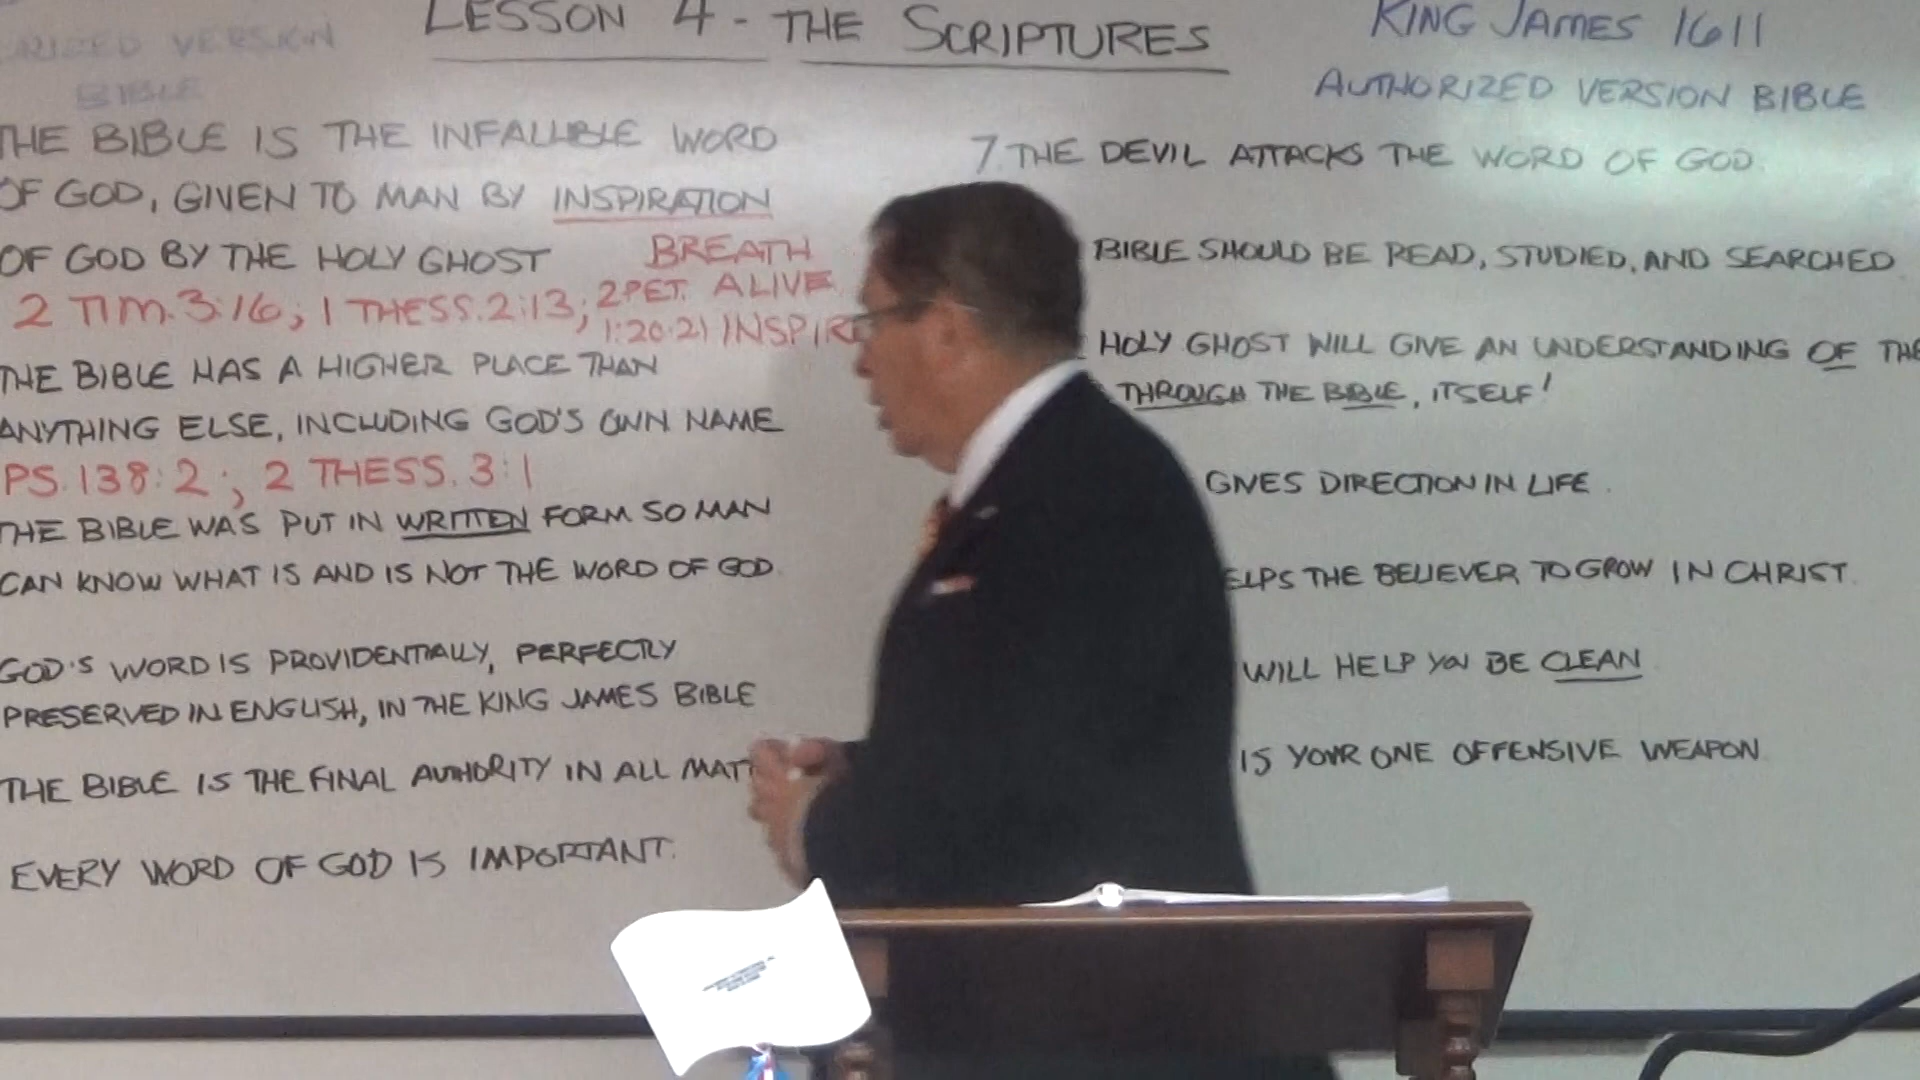 LESSON 4 - THE SCRIPTURES
KING JAMES 1611
AUTHORIZED VERSION BIBLE
VERSION
BIBLE
THE BIBLE IS THE INFALLIBLE WORD
OF GOD, GIVEN TO MAN BY INSPIRATION
OF GOD BY THE HOLY GHOST
BREATH
ALIVE
2 TIM. 3:16; 1 THESS. 2:13; 2 PET.
1:20-21
THE BIBLE HAS A HIGHER PLACE THAN
ANYTHING ELSE, INCLUDING GOD'S OWN NAME
PS. 138:2; 2 THESS. 3:1
THE BIBLE WAS PUT IN WRITTEN FORM SO MAN
CAN KNOW WHAT IS AND IS NOT THE WORD OF GOD.
GOD'S WORD IS PROVIDENTIALLY, PERFECTLY
PRESERVED IN ENGLISH, IN THE KING JAMES BIBLE
THE BIBLE IS THE FINAL AUTHORITY IN ALL
EVERY WORD OF GOD IS IMPORTANT.
7. THE DEVIL ATTACKS THE WORD OF GOD.
BIBLE SHOULD BE READ, STUDIED, AND SEARCHED
HOLY GHOST WILL GIVE AN UNDERSTANDING OF THE
THROUGH THE BIBLE, ITSELF!
GIVES DIRECTION IN LIFE.
THE BELIEVER TO GROW IN CHRIST.
WILL HELP YOU BE CLEAN
IS YOUR ONE OFFENSIVE WEAPON